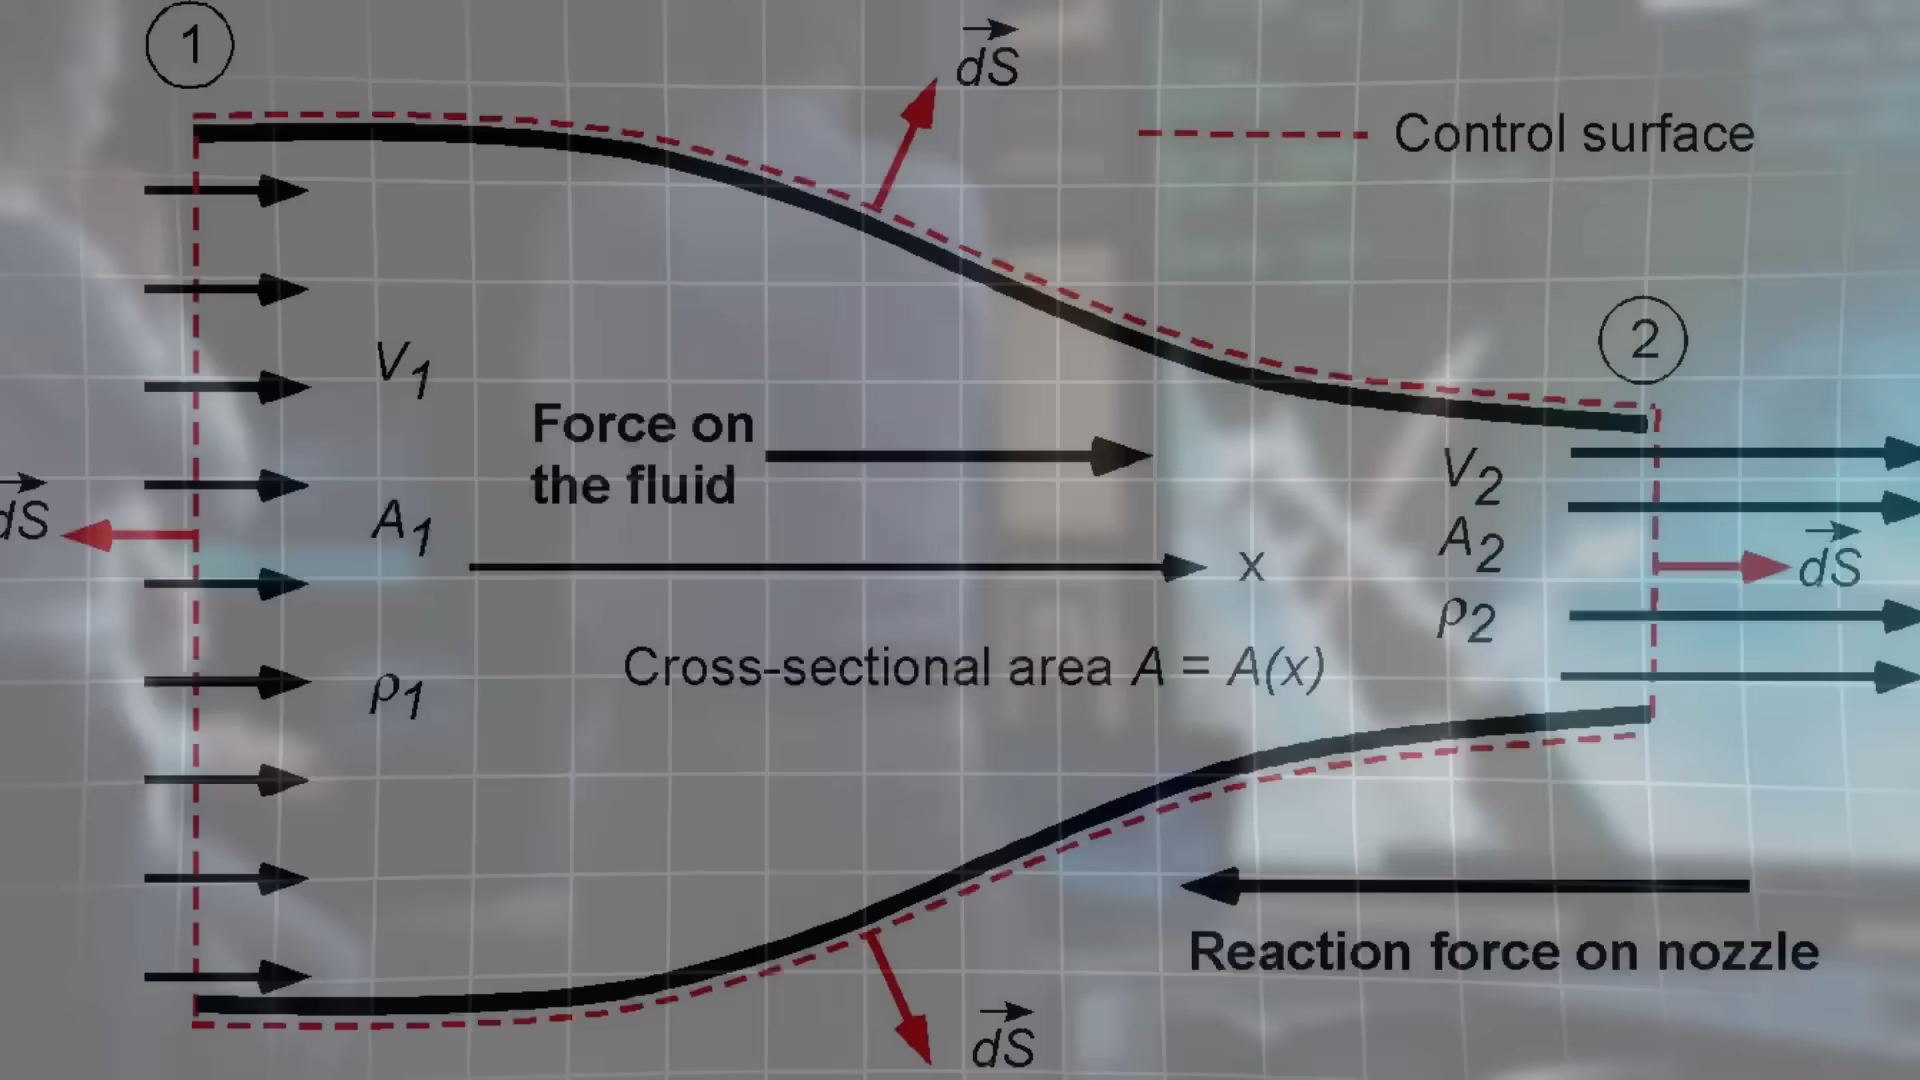 1
dS
Control surface
2
V1
Force on
the fluid
V2
dS
A1
A2
x
dS
ρ2
Cross-sectional area A = A(x)
ρ1
Reaction force on nozzle
dS